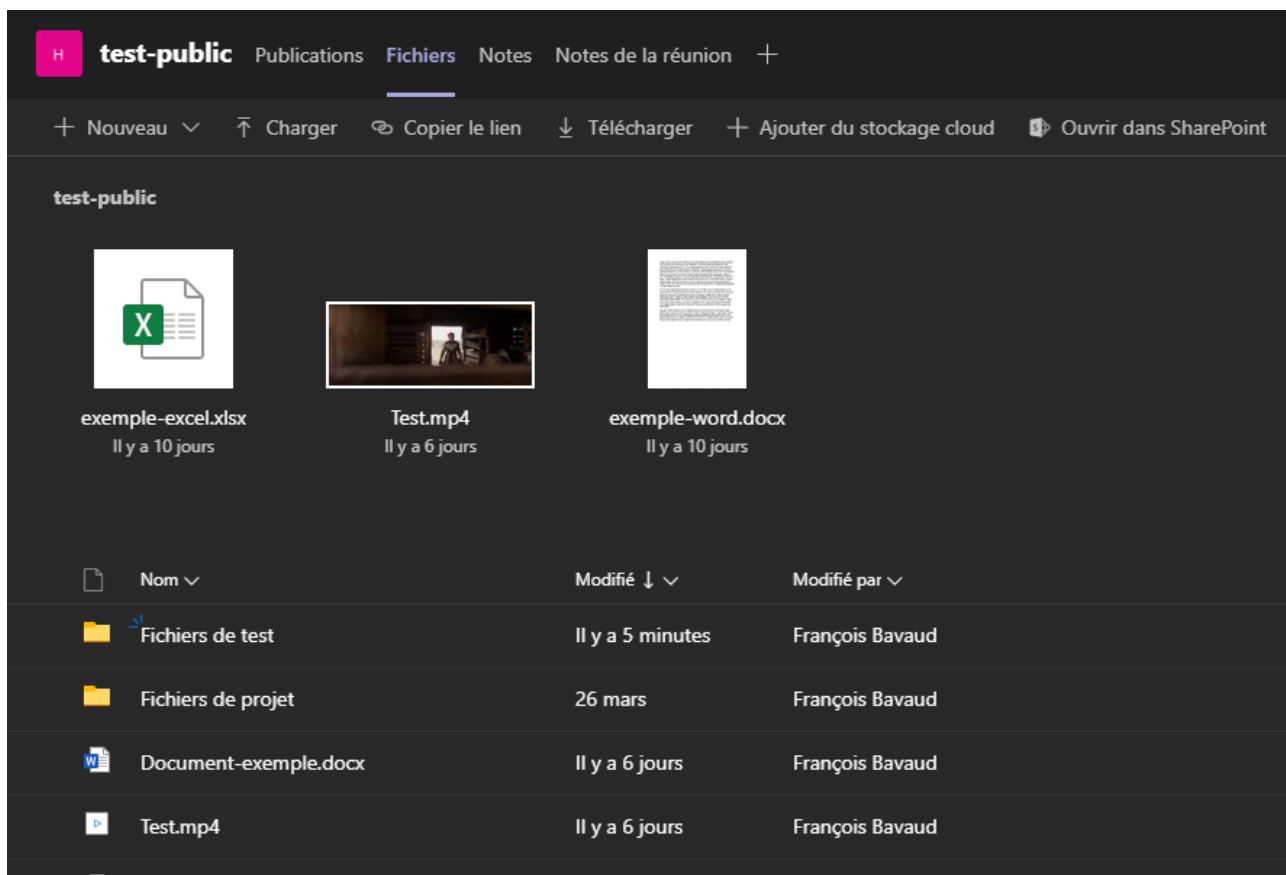 H test-public Publications Fichiers Notes Notes de la réunion
Nouveau Charger Copier le lien Télécharger Ajouter du stockage cloud Ouvrir dans SharePoint
test-public
exemple-excel.xlsx Test.mp4 exemple-word.docx
Il y a 10 jours Il y a 6 jours Il y a 10 jours
Nom Modifié Modifié par
Fichiers de test Il y a 5 minutes François Bavaud
Fichiers de projet 26 mars François Bavaud
Document-exemple.docx Il y a 6 jours François Bavaud
Test.mp4 Il y a 6 jours François Bavaud